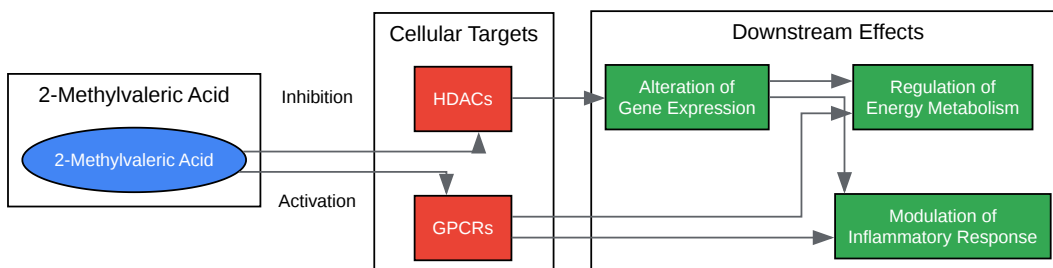 2-Methylvaleric Acid
2-Methylvaleric Acid
Inhibition
Activation
Cellular Targets
HDACs
GPCRs
Downstream Effects
Alteration of
Gene Expression
Regulation of
Energy Metabolism
Modulation of
Inflammatory Response